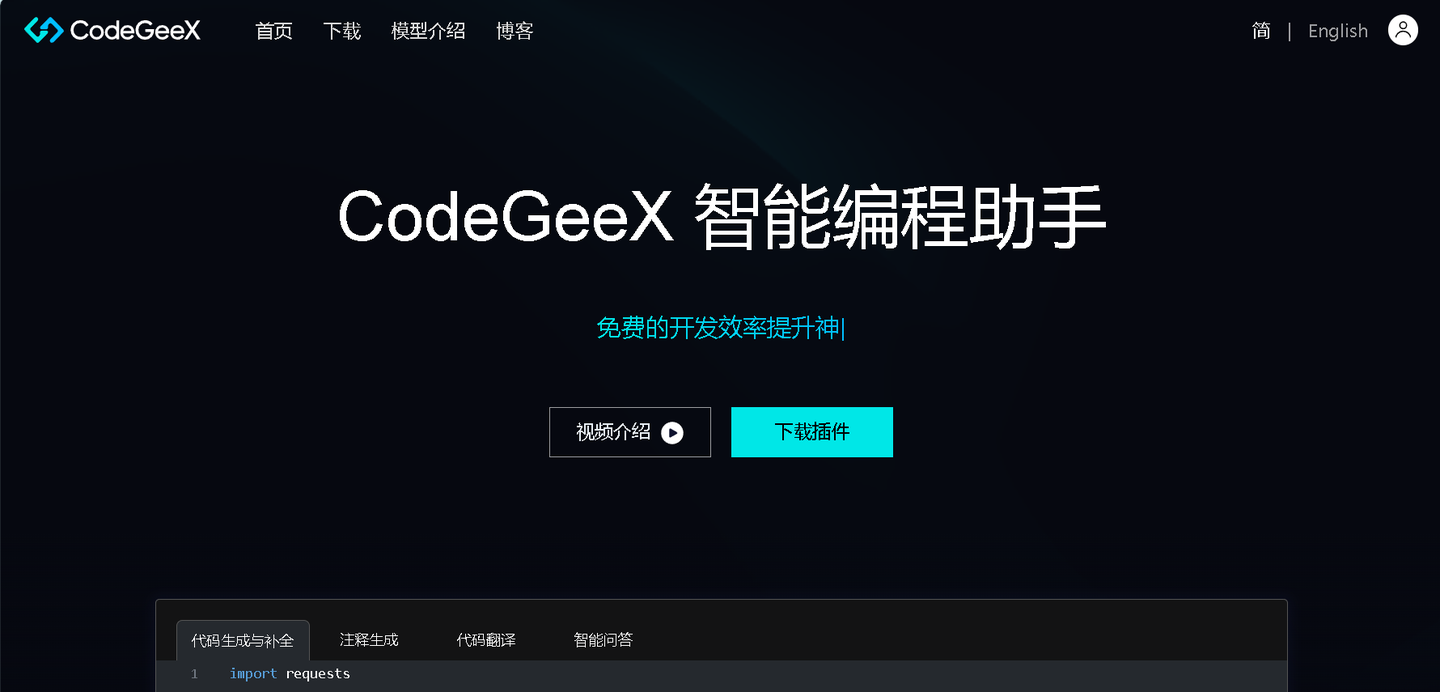 CodeGeeX 首页 下载 模型介绍 博客 简 | English
CodeGeeX 智能编程助手
免费的开发效率提升神|
视频介绍 下载插件
代码生成与补全 注释生成 代码翻译 智能问答
1 import requests